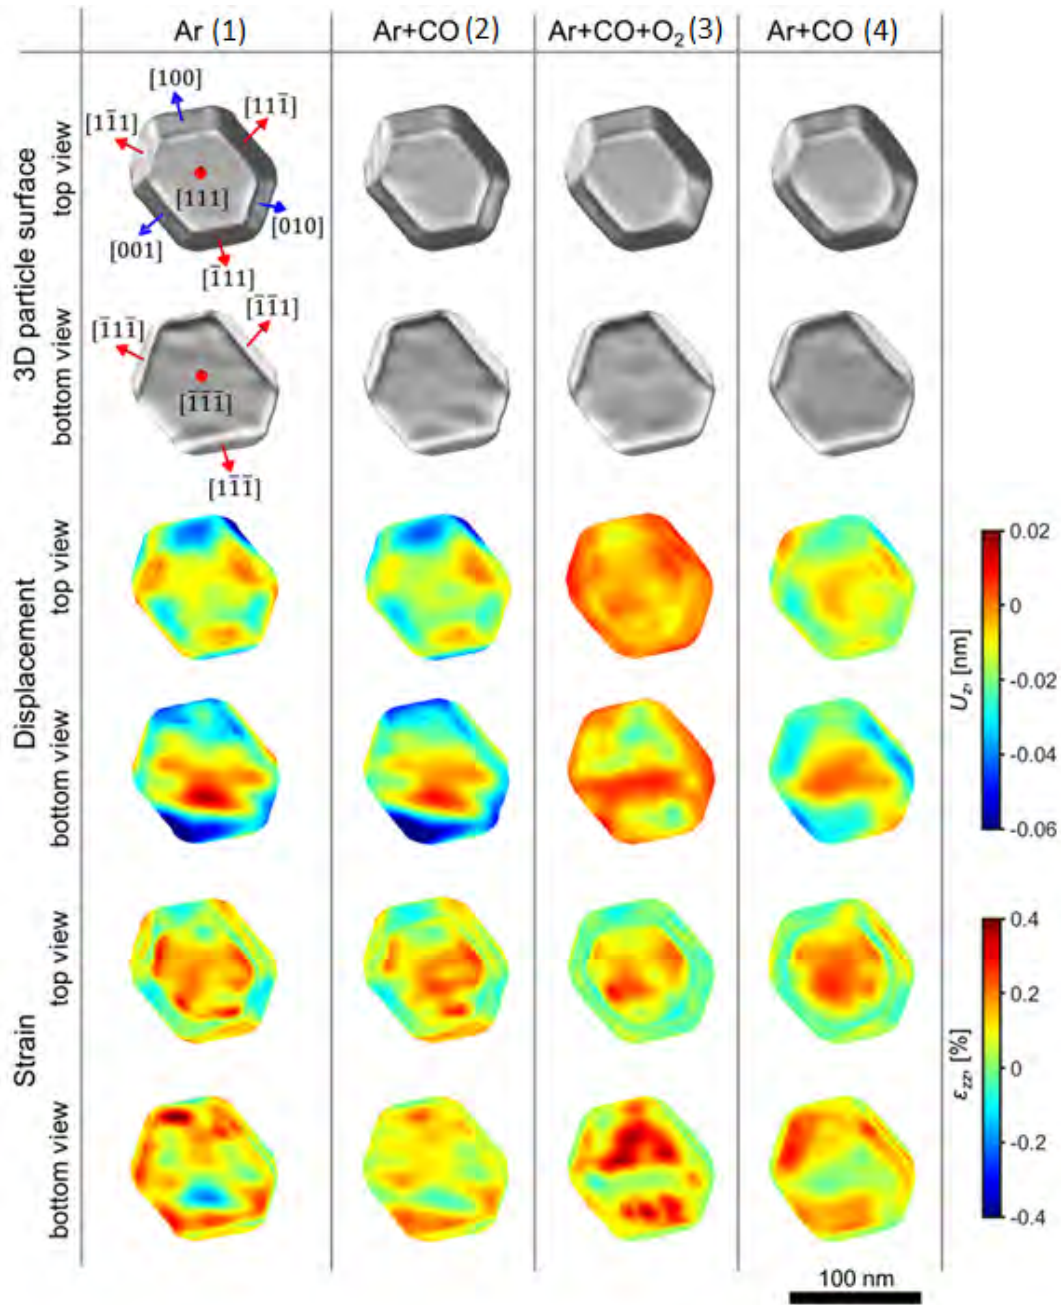 Ar (1)
Ar+CO (2)
Ar+CO+O₂ (3)
Ar+CO (4)
3D particle surface
top view
[100]
[11̄1]
[111̄]
[111]
[001]
[010]
[1̄11]
bottom view
[1̄11̄]
[1̄1̄1]
[1̄1̄1̄]
[11̄1̄]
Displacement
top view
bottom view
0.02
0
-0.02
-0.04
-0.06
U_z, [nm]
Strain
top view
bottom view
0.4
0.2
0
-0.2
-0.4
ε_zz, [%]
100 nm